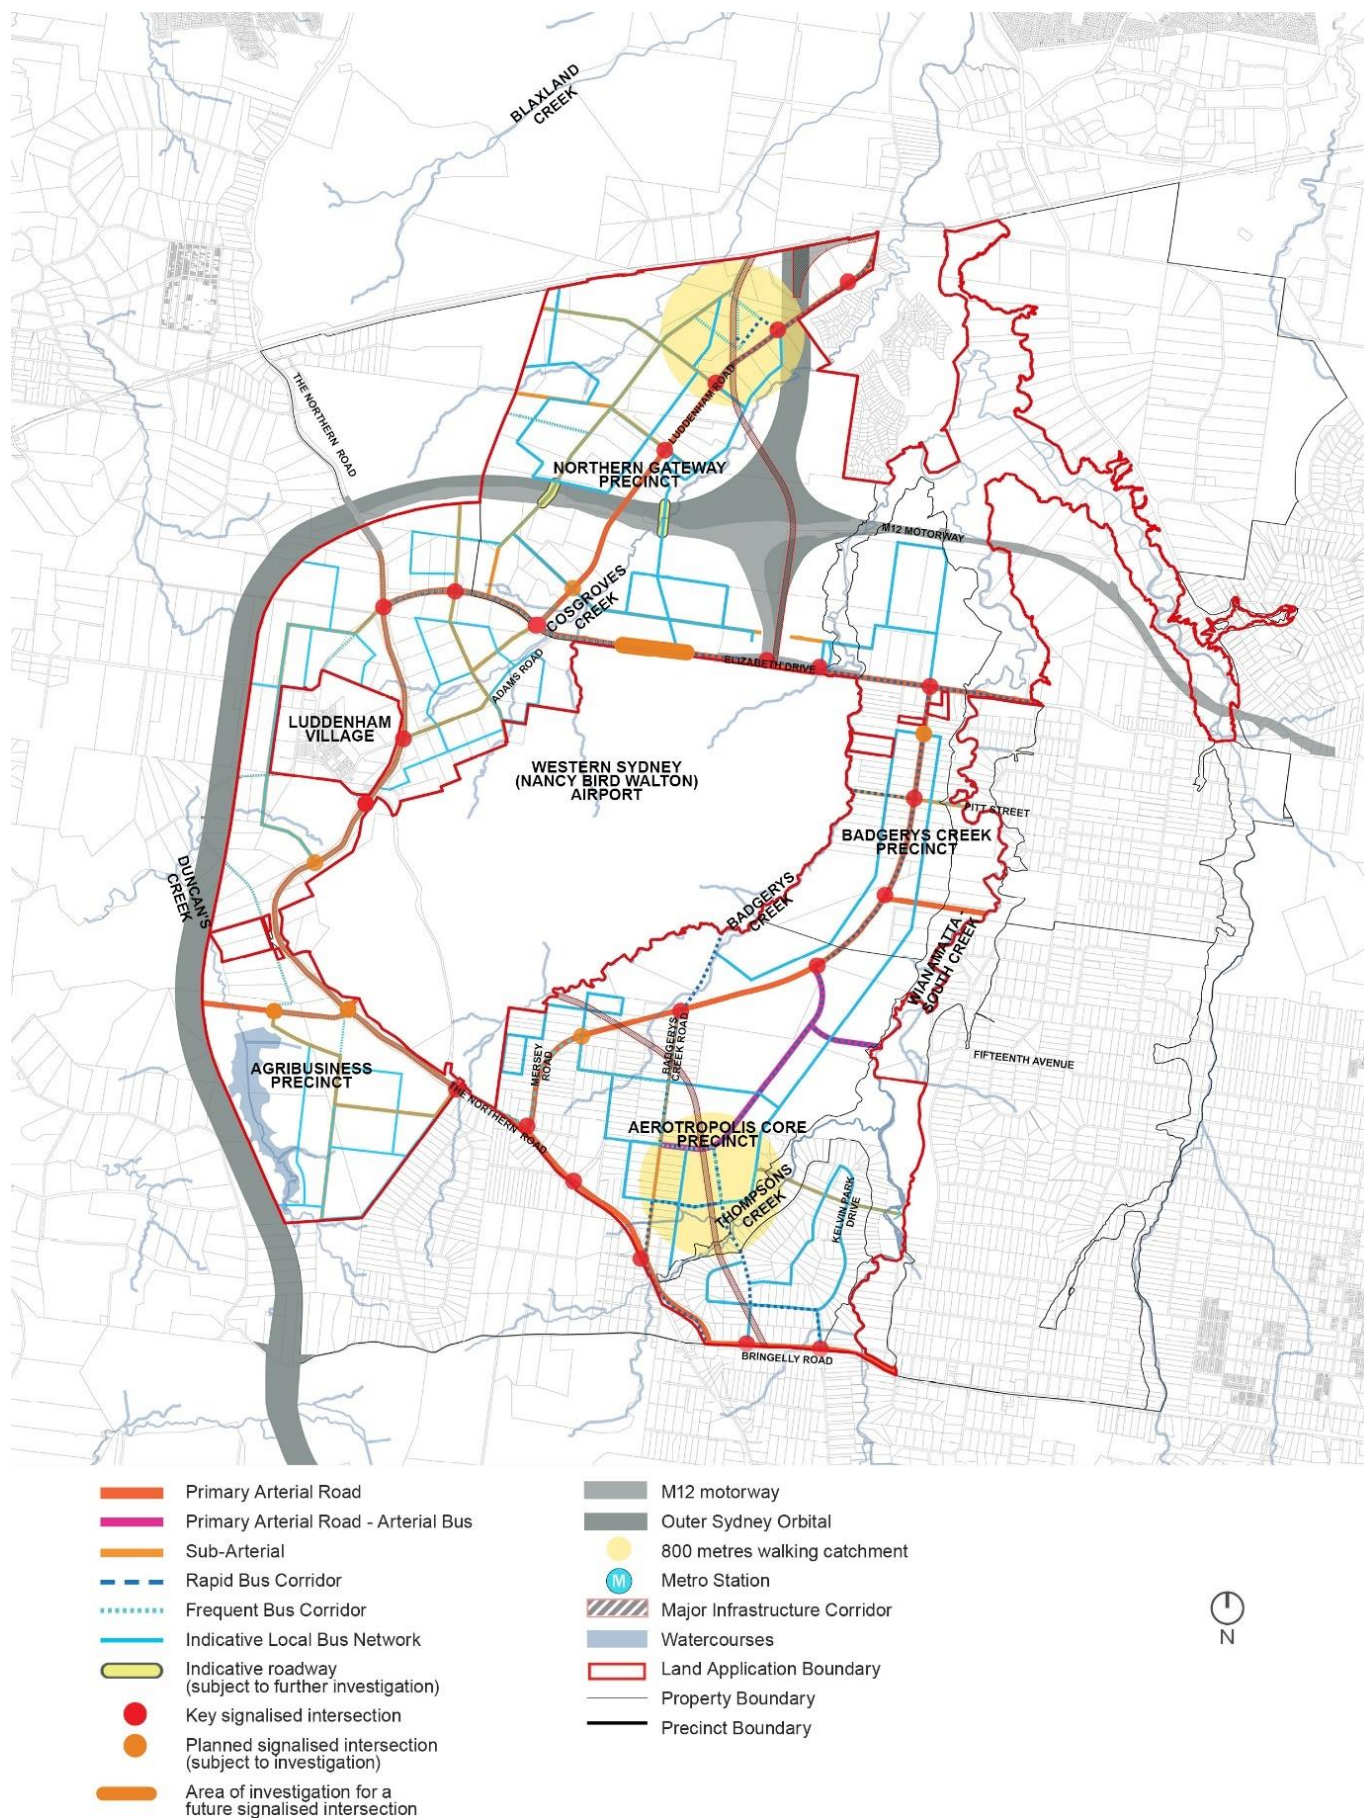 BLAXLAND
CREEK
THE NORTHERN ROAD
LUDDENHAM ROAD
NORTHERN GATEWAY
PRECINCT
M12 MOTORWAY
COSGROVES
CREEK
ADAMS ROAD
ELIZABETH DRIVE
LUDDENHAM
VILLAGE
WESTERN SYDNEY
(NANCY BIRD WALTON)
AIRPORT
PITT STREET
BADGERYS CREEK
PRECINCT
DUNCAN'S
CREEK
BADGERYS
CREEK
WIANAMATTA -
SOUTH CREEK
AGRIBUSINESS
PRECINCT
MERSEY
ROAD
BADGERYS
CREEK ROAD
FIFTEENTH AVENUE
THE NORTHERN ROAD
AEROTROPOLIS CORE
PRECINCT
THOMPSONS
CREEK
KELVIN PARK
DRIVE
BRINGELLY ROAD
Primary Arterial Road
Primary Arterial Road - Arterial Bus
Sub-Arterial
Rapid Bus Corridor
Frequent Bus Corridor
Indicative Local Bus Network
Indicative roadway
(subject to further investigation)
Key signalised intersection
Planned signalised intersection
(subject to investigation)
Area of investigation for a
future signalised intersection
M12 motorway
Outer Sydney Orbital
800 metres walking catchment
M
Metro Station
Major Infrastructure Corridor
Watercourses
Land Application Boundary
Property Boundary
Precinct Boundary
N